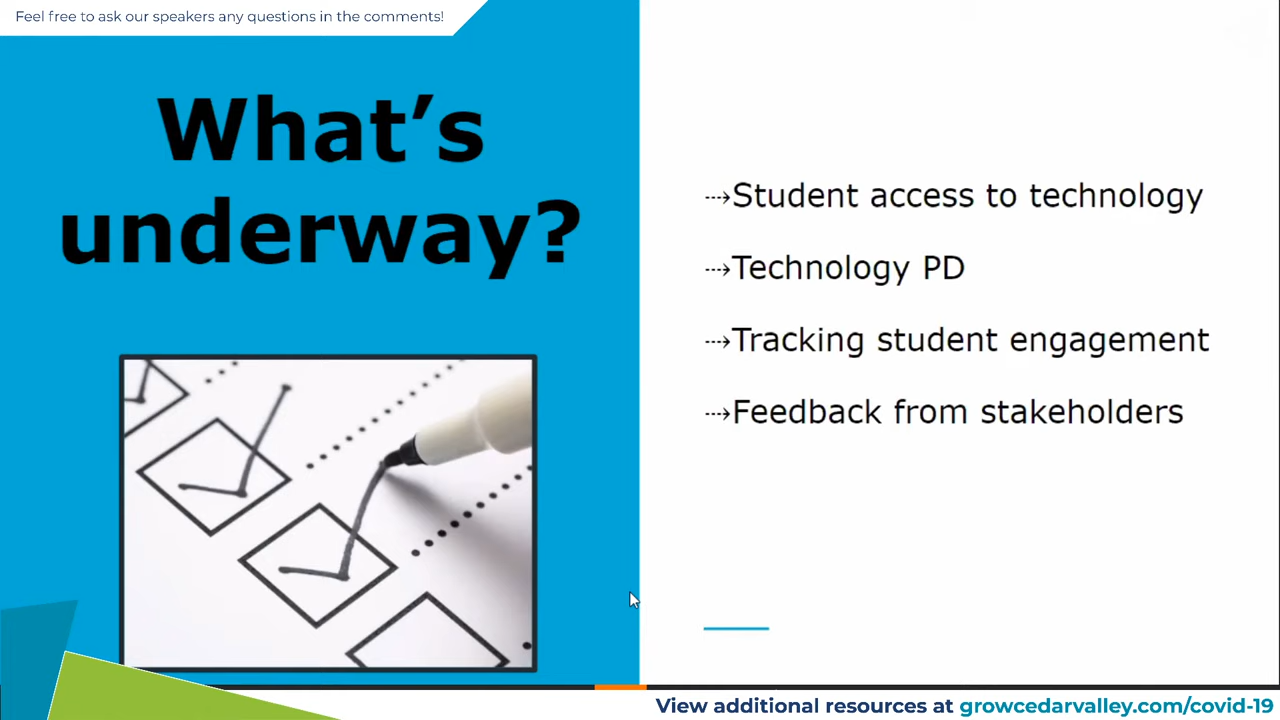 Feel free to ask our speakers any questions in the comments!
What’s
underway?
⇢Student access to technology
⇢Technology PD
⇢Tracking student engagement
⇢Feedback from stakeholders
View additional resources at growcedarvalley.com/covid-19